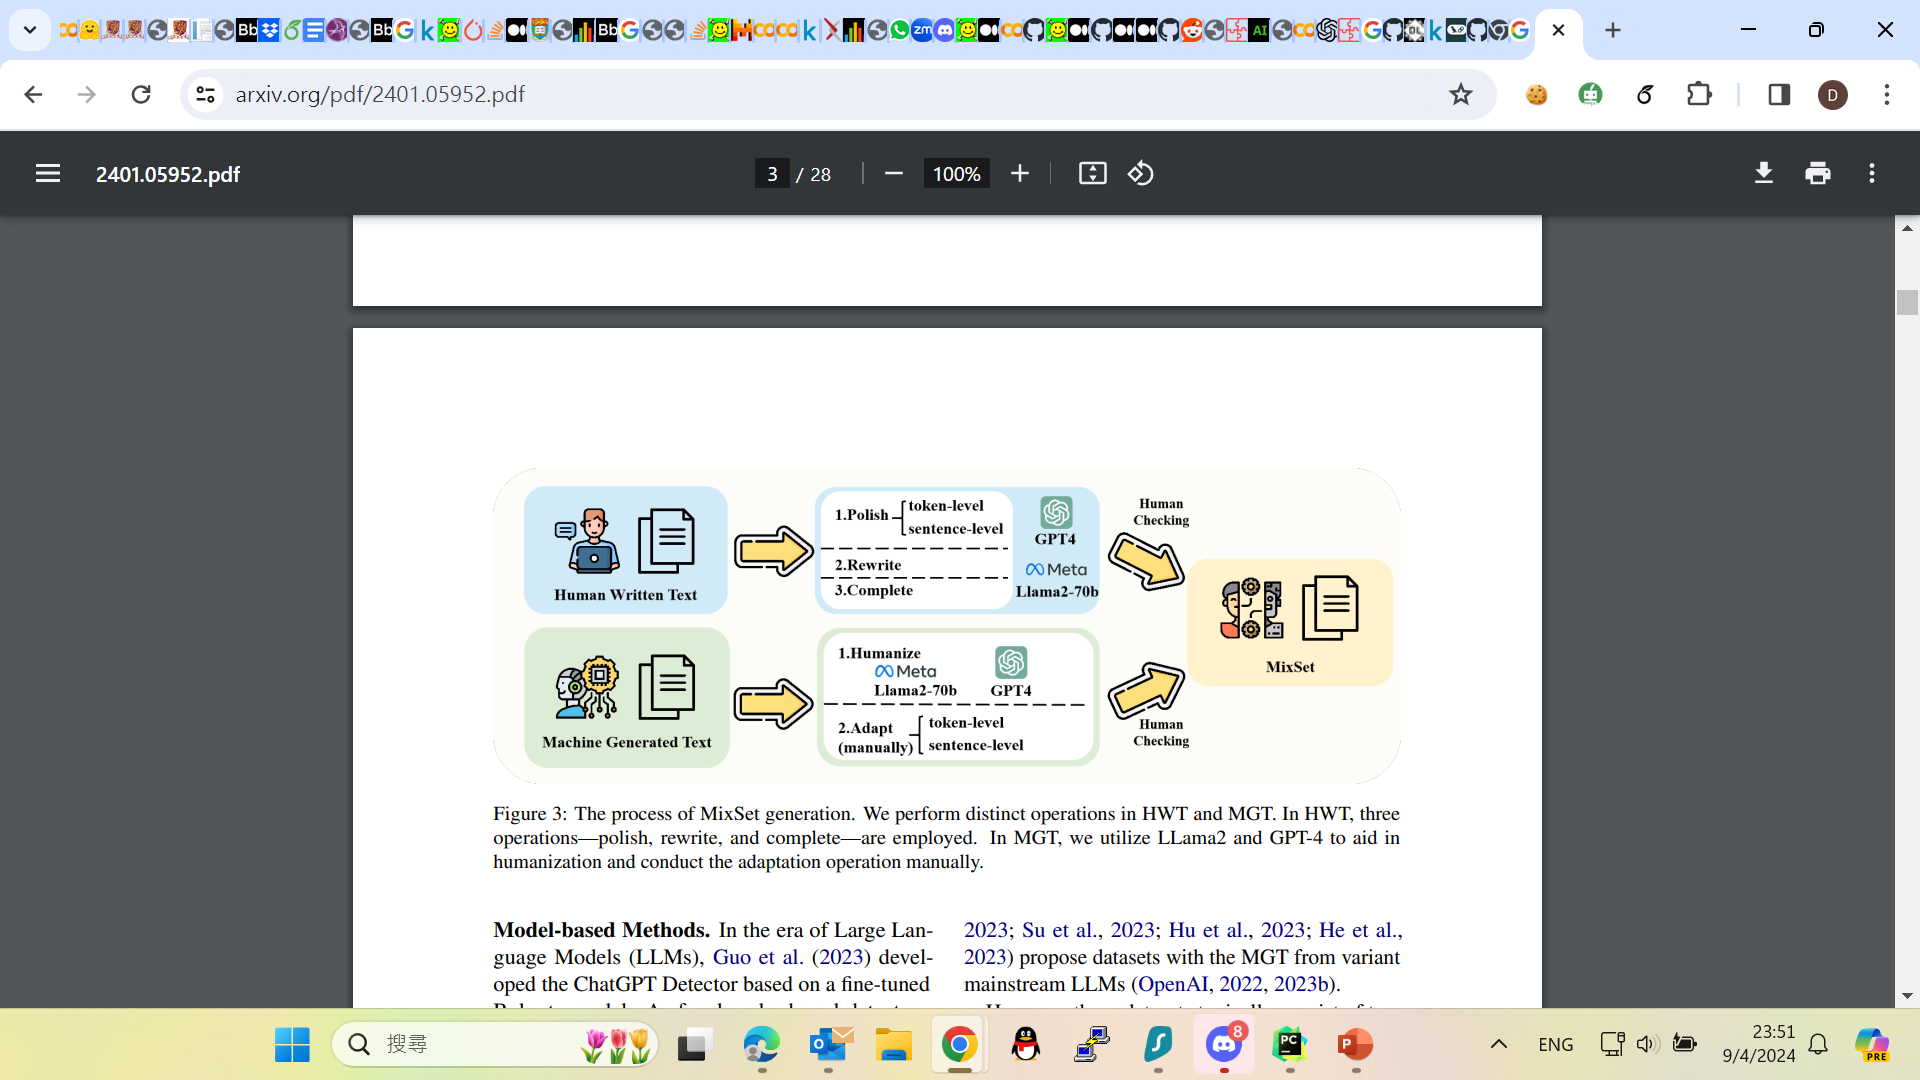 arxiv.org/pdf/2401.05952.pdf
D
2401.05952.pdf
3 / 28
100%
Human Written Text
1.Polish
token-level
sentence-level
2.Rewrite
3.Complete
GPT4
Meta
Llama2-70b
Human
Checking
MixSet
Machine Generated Text
1.Humanize
Meta
Llama2-70b
GPT4
2.Adapt
(manually)
token-level
sentence-level
Human
Checking
Figure 3: The process of MixSet generation. We perform distinct operations in HWT and MGT. In HWT, three
operations—polish, rewrite, and complete—are employed. In MGT, we utilize LLama2 and GPT-4 to aid in
humanization and conduct the adaptation operation manually.
Model-based Methods. In the era of Large Lan-
guage Models (LLMs), Guo et al. (2023) devel-
oped the ChatGPT Detector based on a fine-tuned
2023; Su et al., 2023; Hu et al., 2023; He et al.,
2023) propose datasets with the MGT from variant
mainstream LLMs (OpenAI, 2022, 2023b).
搜尋
8
ENG
23:51
9/4/2024
PRE